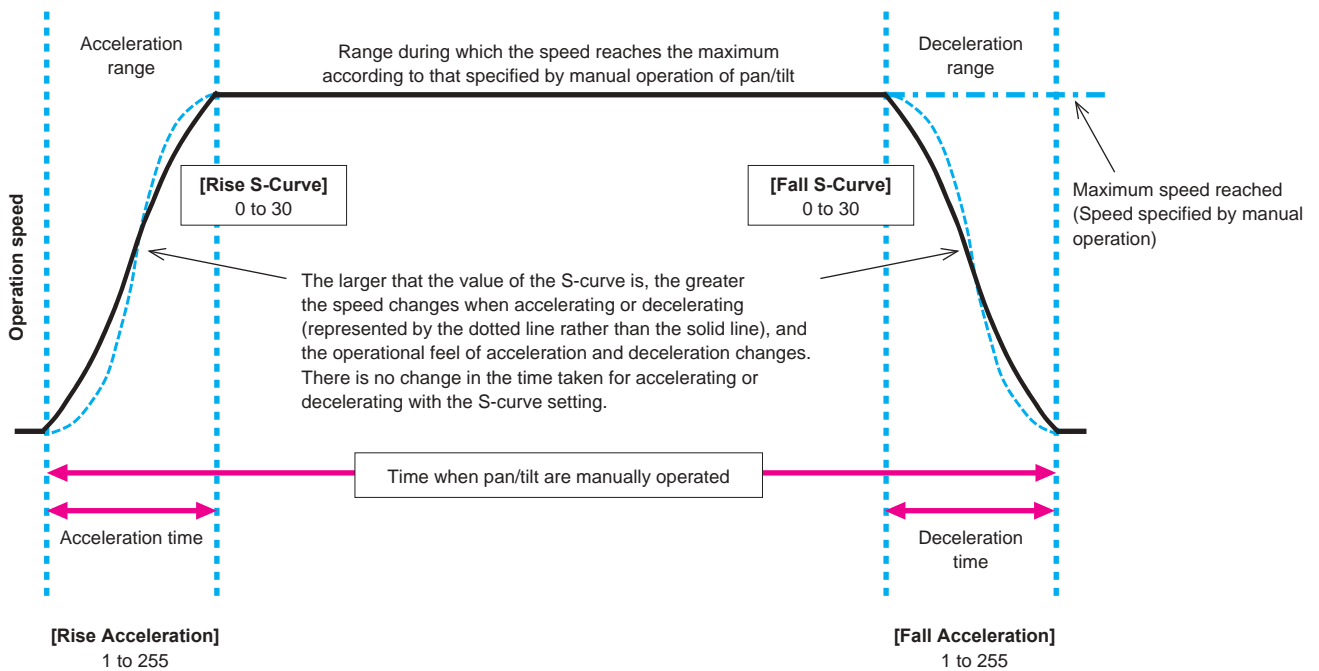 Acceleration
range
Range during which the speed reaches the maximum
according to that specified by manual operation of pan/tilt
Deceleration
range
[Rise S-Curve]
0 to 30
[Fall S-Curve]
0 to 30
Maximum speed reached
(Speed specified by manual
operation)
Operation speed
The larger that the value of the S-curve is, the greater
the speed changes when accelerating or decelerating
(represented by the dotted line rather than the solid line), and
the operational feel of acceleration and deceleration changes.
There is no change in the time taken for accelerating or
decelerating with the S-curve setting.
Time when pan/tilt are manually operated
Acceleration time
Deceleration
time
[Rise Acceleration]
1 to 255
[Fall Acceleration]
1 to 255